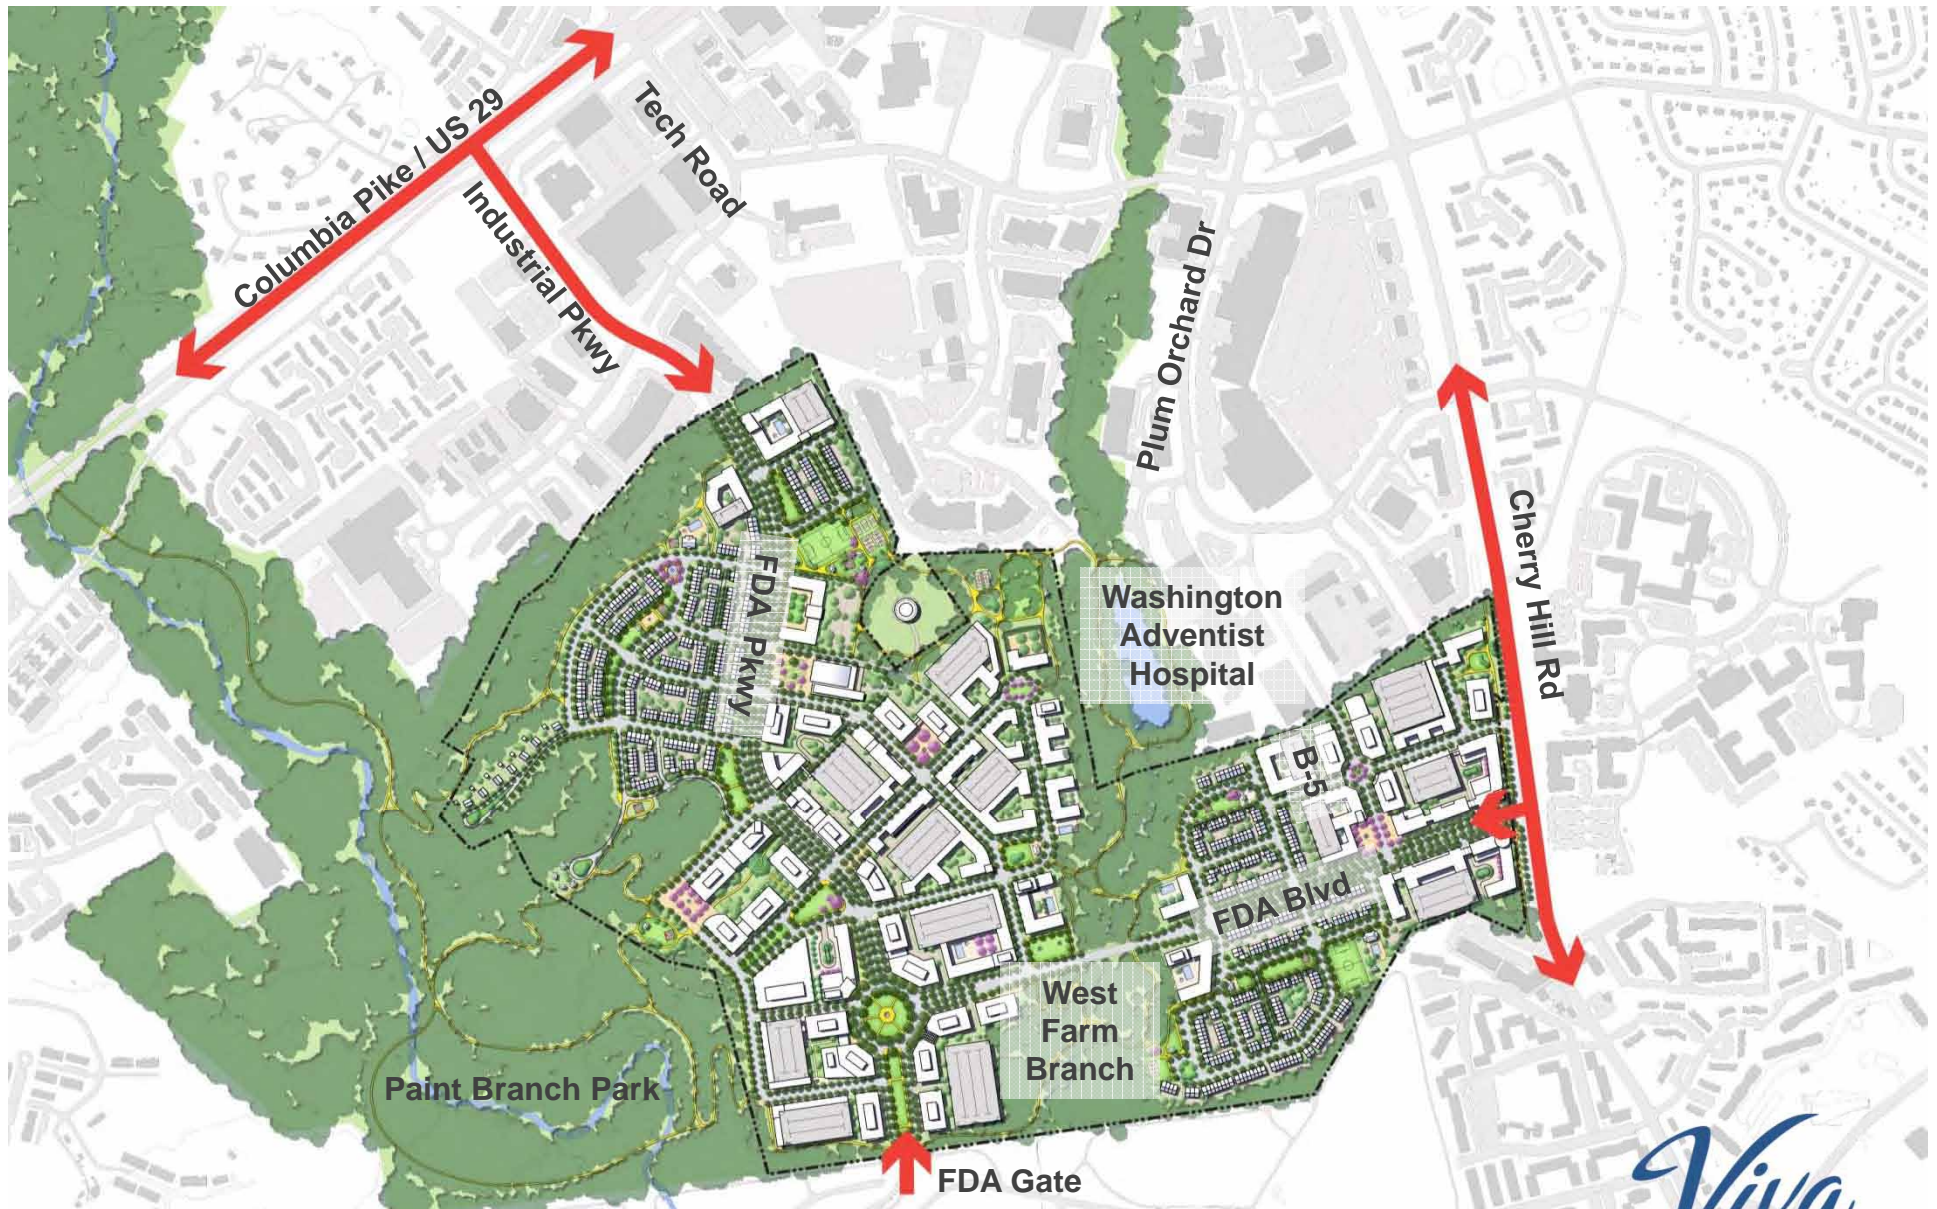 Columbia Pike / US 29
Tech Road
Industrial Pkwy
Plum Orchard Dr
Cherry Hill Rd
FDA Pkwy
Washington
Adventist
Hospital
B-5
FDA Blvd
West
Farm
Branch
Paint Branch Park
FDA Gate
Viva